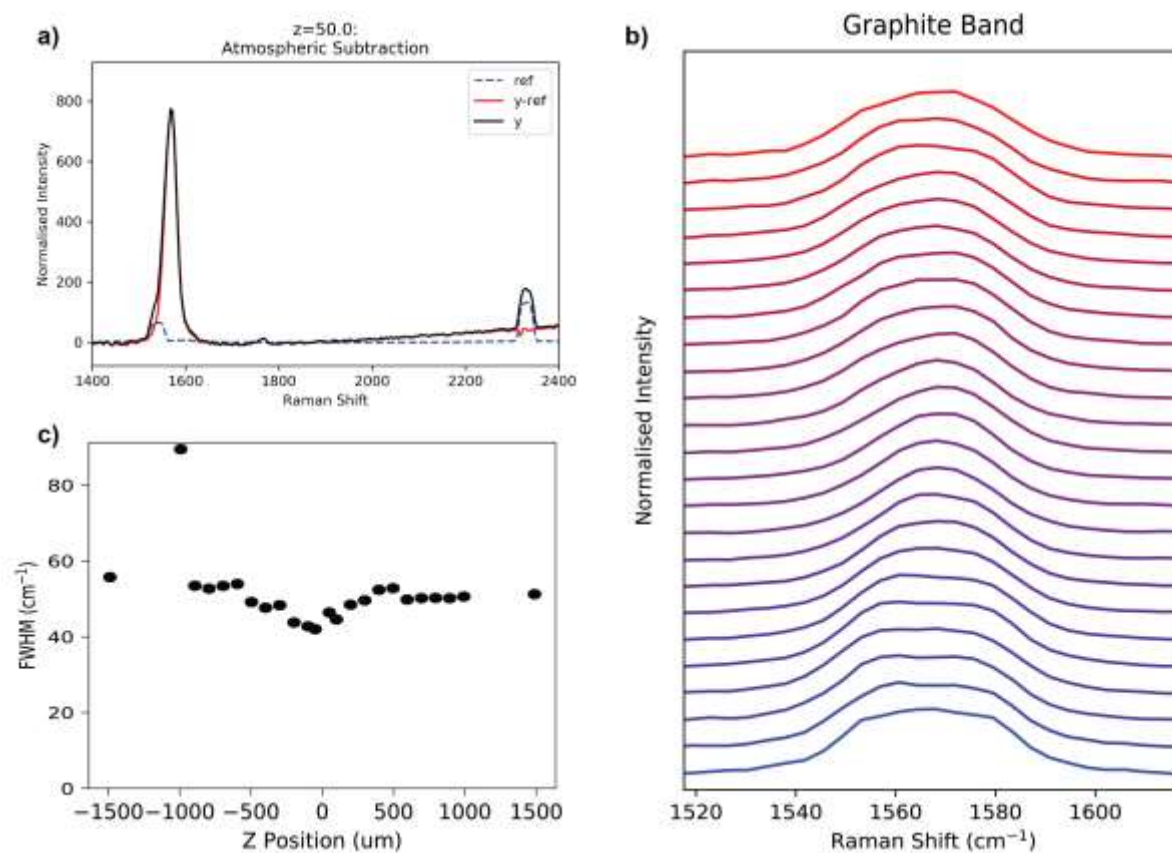 a)
z=50.0:
Atmospheric Subtraction
ref
y-ref
y
800
600
400
200
0
Normalised Intensity
1400
1600
1800
2000
2200
2400
Raman Shift
b)
Graphite Band
Normalised Intensity
1520
1540
1560
1580
1600
Raman Shift (cm⁻¹)
c)
80
60
40
20
0
FWHM (cm⁻¹)
−1500
−1000
−500
0
500
1000
1500
Z Position (um)